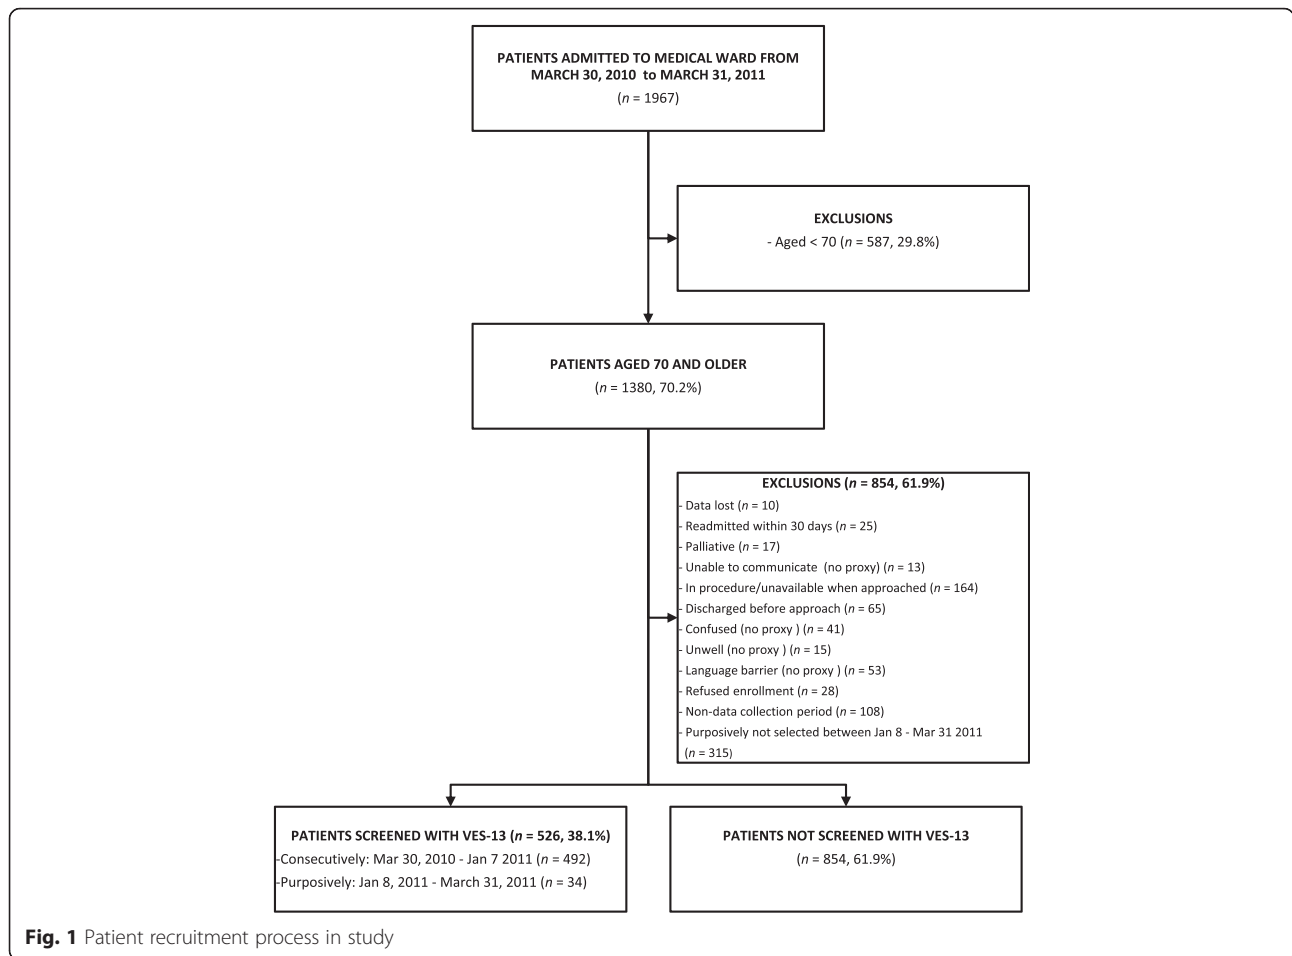 PATIENTS ADMITTED TO MEDICAL WARD FROM
MARCH 30, 2010 to MARCH 31, 2011
(n = 1967)
EXCLUSIONS
- Aged < 70 (n = 587, 29.8%)
PATIENTS AGED 70 AND OLDER
(n = 1380, 70.2%)
EXCLUSIONS (n = 854, 61.9%)
- Data lost (n = 10)
- Readmitted within 30 days (n = 25)
- Palliative (n = 17)
- Unable to communicate (no proxy) (n = 13)
- In procedure/unavailable when approached (n = 164)
- Discharged before approach (n = 65)
- Confused (no proxy ) (n = 41)
- Unwell (no proxy ) (n = 15)
- Language barrier (no proxy ) (n = 53)
- Refused enrollment (n = 28)
- Non-data collection period (n = 108)
- Purposively not selected between Jan 8 - Mar 31 2011
(n = 315)
PATIENTS SCREENED WITH VES-13 (n = 526, 38.1%)
-Consecutively: Mar 30, 2010 - Jan 7 2011 (n = 492)
-Purposively: Jan 8, 2011 - March 31, 2011 (n = 34)
PATIENTS NOT SCREENED WITH VES-13
(n = 854, 61.9%)
Fig. 1 Patient recruitment process in study